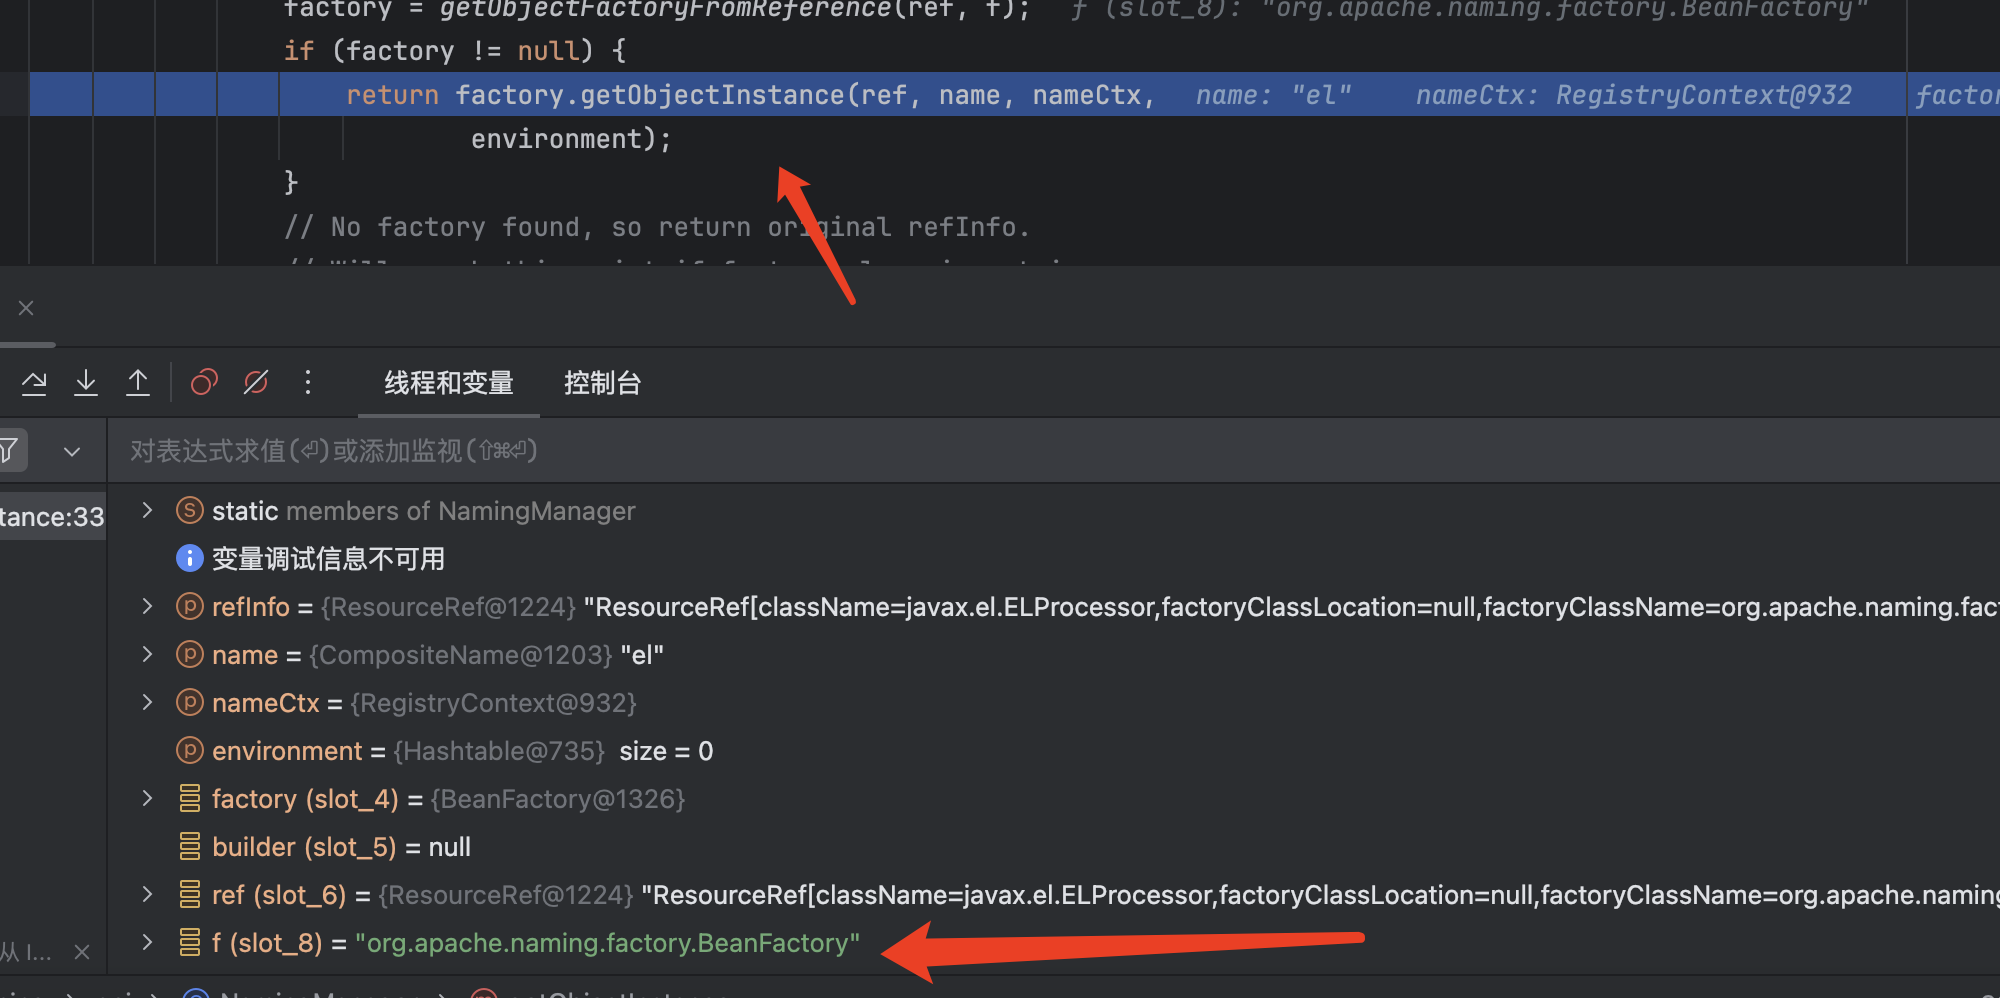 factory = getObjectFactoryFromReference(ref, f);   f (slot_8): "org.apache.naming.factory.BeanFactory"
if (factory != null) {
return factory.getObjectInstance(ref, name, nameCtx,   name: "el"   nameCtx: RegistryContext@932   factor
environment);
}
// No factory found, so return original refInfo.
线程和变量   控制台
对表达式求值(⏎)或添加监视(⇧⌘⏎)
tance:33
static members of NamingManager
变量调试信息不可用
refInfo = {ResourceRef@1224} "ResourceRef[className=javax.el.ELProcessor,factoryClassLocation=null,factoryClassName=org.apache.naming.fact
name = {CompositeName@1203} "el"
nameCtx = {RegistryContext@932}
environment = {Hashtable@735}  size = 0
factory (slot_4) = {BeanFactory@1326}
builder (slot_5) = null
ref (slot_6) = {ResourceRef@1224} "ResourceRef[className=javax.el.ELProcessor,factoryClassLocation=null,factoryClassName=org.apache.naming
f (slot_8) = "org.apache.naming.factory.BeanFactory"
从 I...